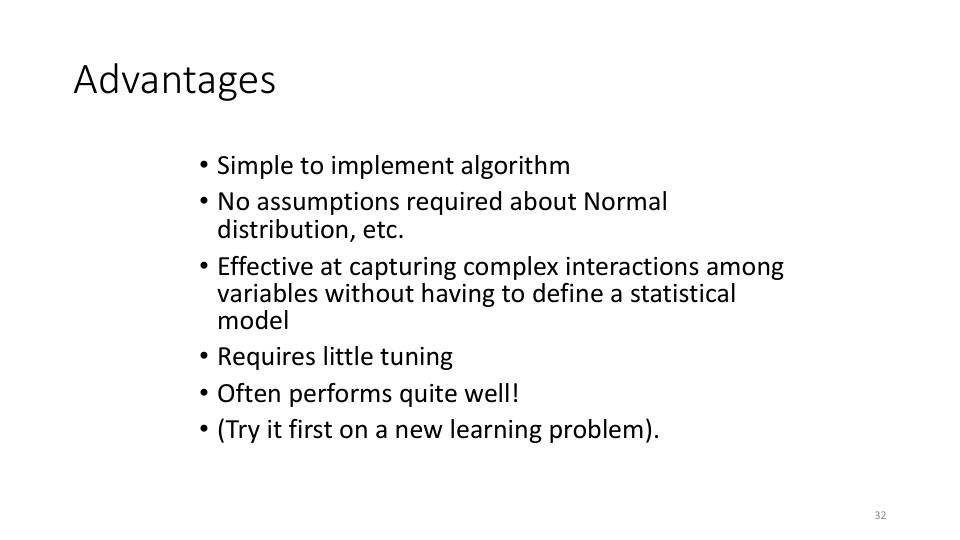 Advantages
• Simple to implement algorithm
• No assumptions required about Normal
distribution, etc.
• Effective at capturing complex interactions among
variables without having to define a statistical
model
• Requires little tuning
• Often performs quite well!
• (Try it first on a new learning problem).
32